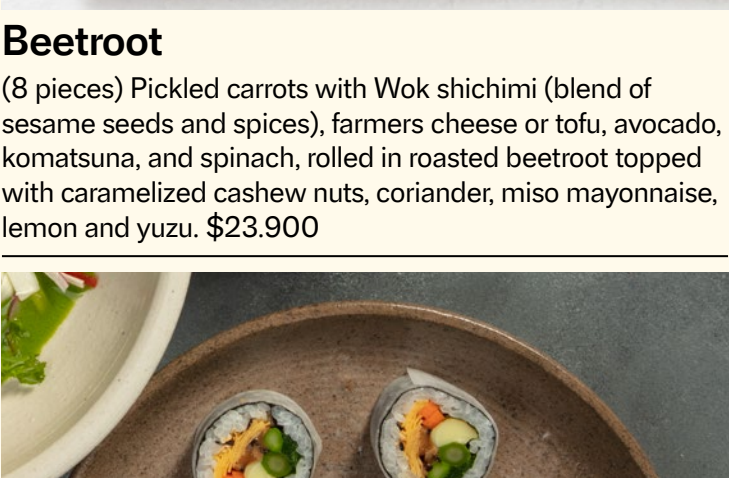 Beetroot
(8 pieces) Pickled carrots with Wok shichimi (blend of
sesame seeds and spices), farmers cheese or tofu, avocado,
komatsuna, and spinach, rolled in roasted beetroot topped
with caramelized cashew nuts, coriander, miso mayonnaise,
lemon and yuzu. $23.900